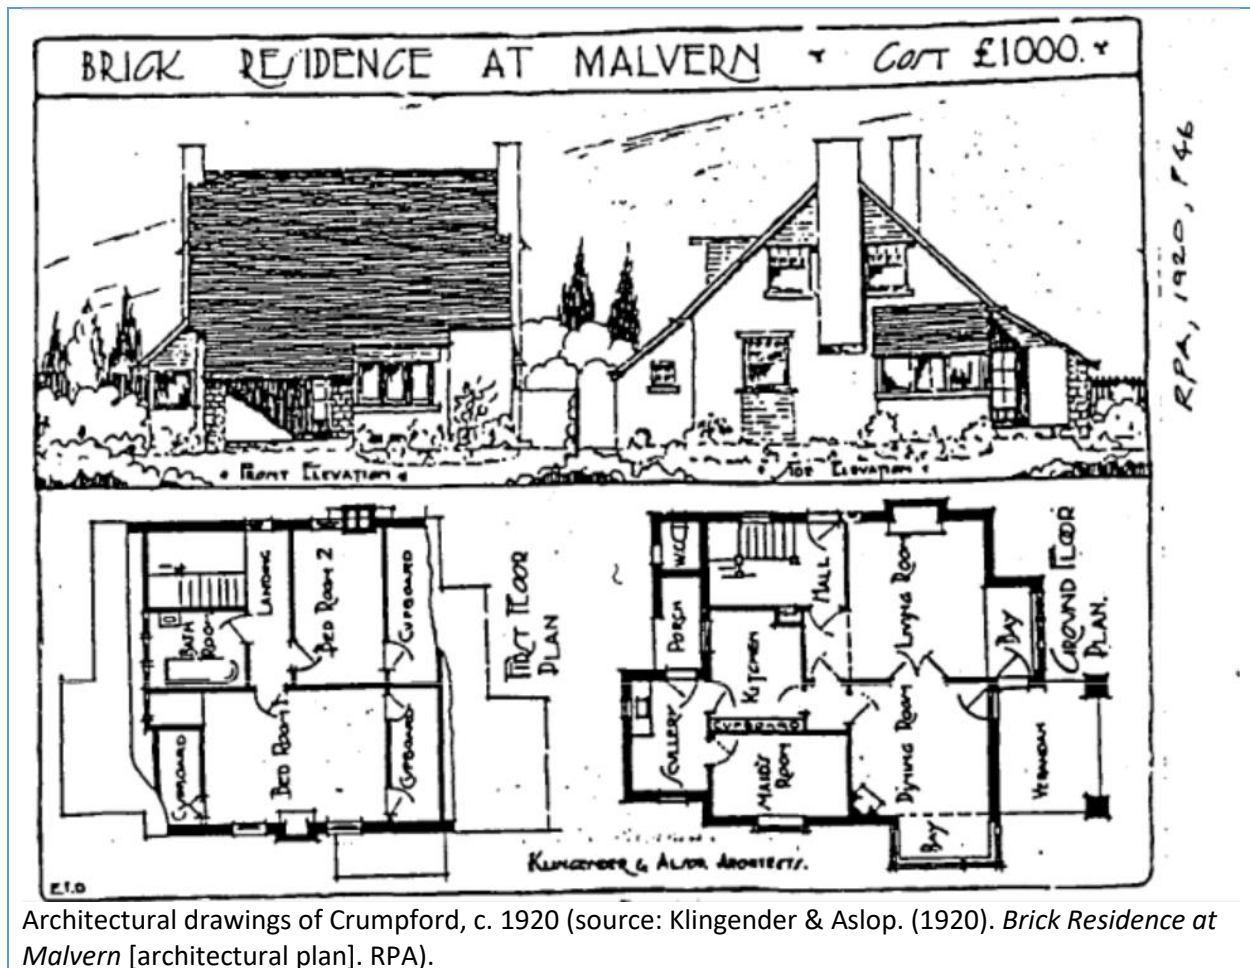 BRICK RESIDENCE AT MALVERN * COST £1000. *
RPA, 1920, P46
FRONT ELEVATION
ELEVATION
LANDING
BED ROOM 2
CUPBOARD
BATH
ROOM
FIRST FLOOR
PLAN
CUPBOARD
BED ROOM 1
CUPBOARD
W.C.
HALL
LIVING ROOM
GROUND FLOOR
PLAN.
PORCH
KITCHEN
BAY
SCULLERY
CUPBOARD
MAID'S
ROOM
DINING ROOM
VERANDAH
BAY
KLINGENDER & ALSOP. ARCHITECTS.
E.T.D
Architectural drawings of Crumpford, c. 1920 (source: Klingender & Aslop. (1920). Brick Residence at
Malvern [architectural plan]. RPA).